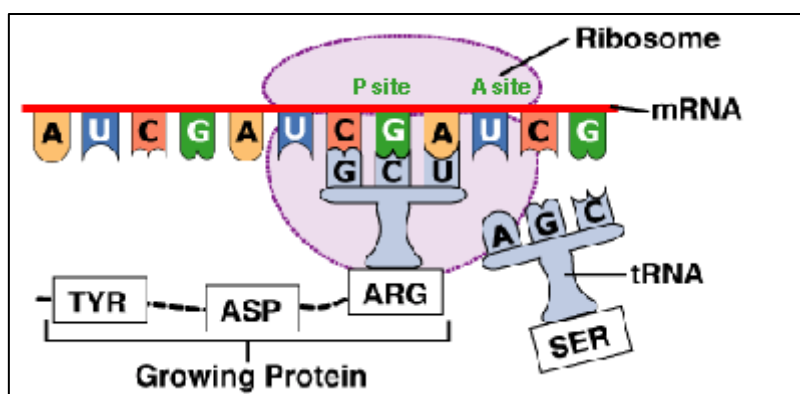 Ribosome
P site A site
mRNA
A U C G A U C G A U C G
G C U
A G C
tRNA
TYR ASP ARG
SER
Growing Protein